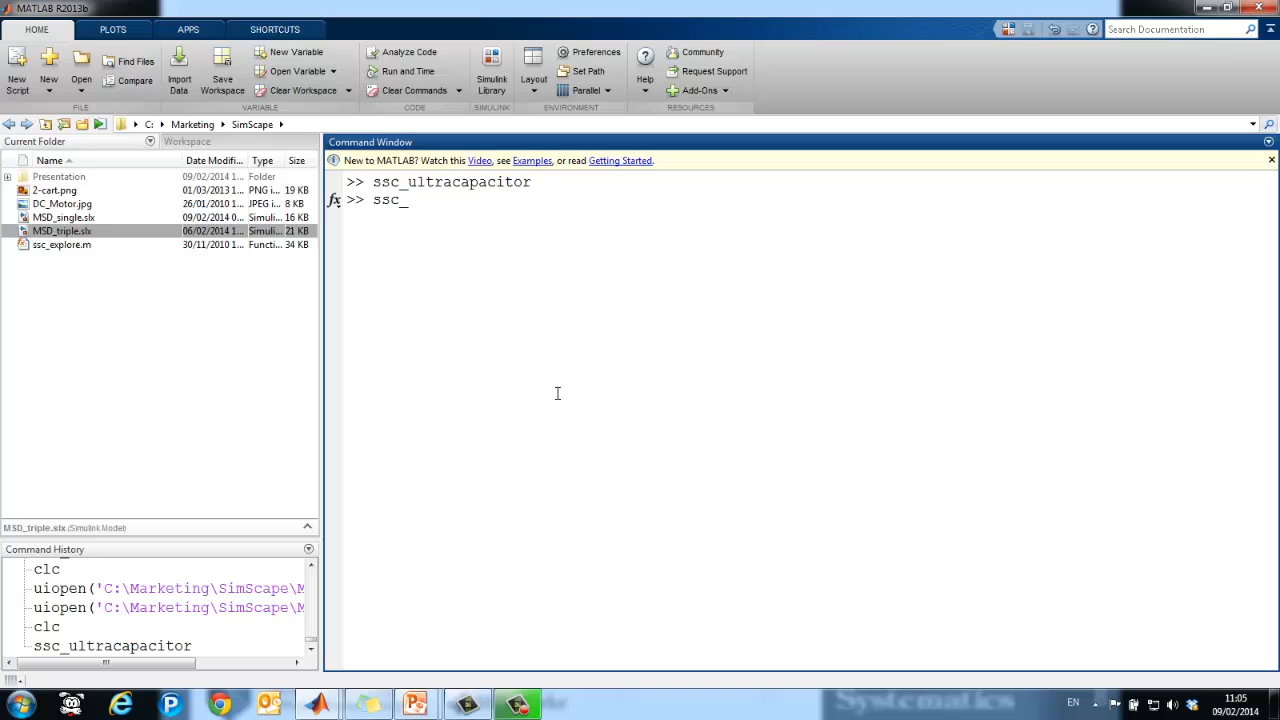 MATLAB R2013b
HOME PLOTS APPS SHORTCUTS Search Documentation
New Script New Open Find Files Compare Import Data Save Workspace New Variable Open Variable Clear Workspace Analyze Code Run and Time Clear Commands Simulink Library Layout Preferences Set Path Parallel Help Community Request Support Add-Ons
FILE VARIABLE CODE SIMULINK ENVIRONMENT RESOURCES
C: Marketing SimScape
Current Folder Workspace Command Window
Name Date Modifi... Type Size
New to MATLAB? Watch this Video, see Examples, or read Getting Started.
Presentation 09/02/2014 1... Folder
2-cart.png 01/03/2013 1... PNG i... 19 KB
DC_Motor.jpg 26/01/2010 1... JPEG i... 8 KB
MSD_single.slx 09/02/2014 0... Simuli... 16 KB
MSD_triple.slx 06/02/2014 1... Simuli... 21 KB
ssc_explore.m 30/11/2010 1... Functi... 34 KB
>> ssc_ultracapacitor
fx >> ssc_
MSD_triple.slx (Simulink Model)
Command History
clc
uiopen('C:\Marketing\SimScape\M
uiopen('C:\Marketing\SimScape\M
clc
ssc_ultracapacitor
Systematics
EN
11:05
09/02/2014